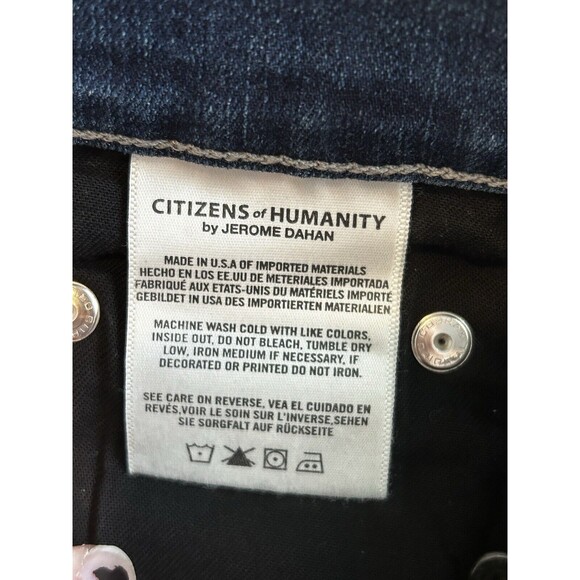 CITIZENS of HUMANITY
by JEROME DAHAN
MADE IN U.S.A OF IMPORTED MATERIALS
HECHO EN LOS EE.UU DE METERIALES IMPORTADA
FABRIQUÉ AUX ETATS-UNIS DU MATÉRIELS IMPORTÉ
GEBILDET IN USA DES IMPORTIERTEN MATERIALIEN
MACHINE WASH COLD WITH LIKE COLORS,
INSIDE OUT, DO NOT BLEACH, TUMBLE DRY
LOW, IRON MEDIUM IF NECESSARY, IF
DECORATED OR PRINTED DO NOT IRON.
SEE CARE ON REVERSE, VEA EL CUIDADO EN
REVÉS,VOIR LE SOIN SUR L'INVERSE,SEHEN
SIE SORGFALT AUF RÜCKSEITE